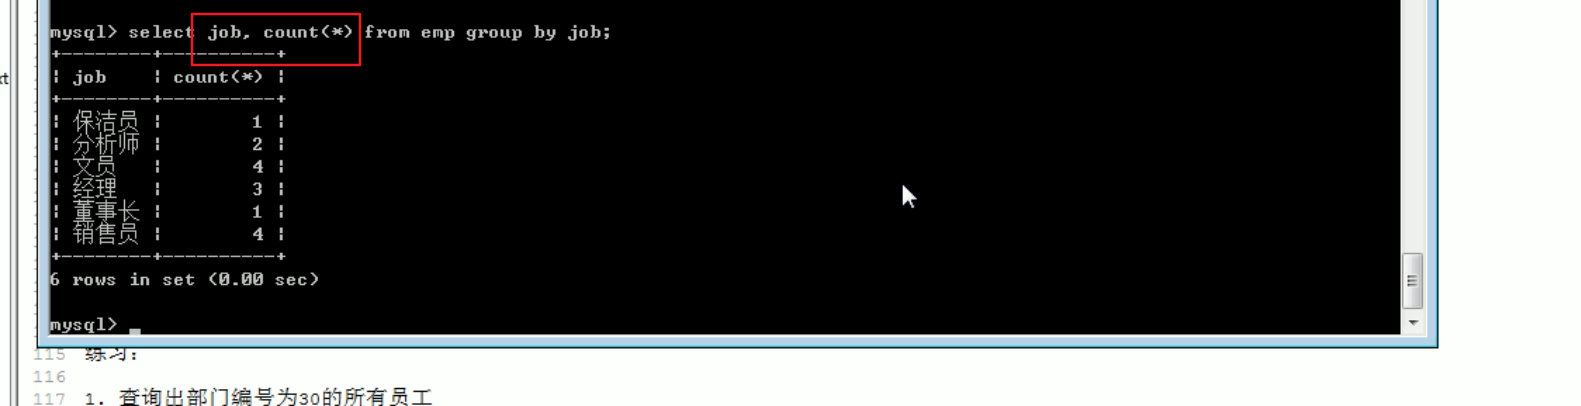 mysql> select job, count(*) from emp group by job;
+--------+----------+
| job    | count(*) |
+--------+----------+
| 保洁员 |        1 |
| 分析师 |        2 |
| 文员   |        4 |
| 经理   |        3 |
| 董事长 |        1 |
| 销售员 |        4 |
+--------+----------+
6 rows in set (0.00 sec)
mysql> _
115 练习:
116
117 1. 查询出部门编号为30的所有员工